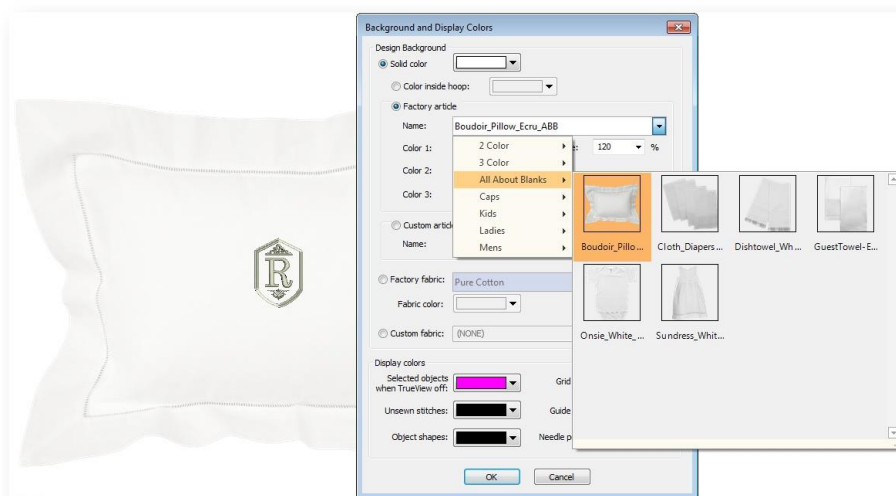 Background and Display Colors
Design Background
Solid color
Color inside hoop:
Factory article
Name: Boudoir_Pillow_Ecru_ABB
Color 1: 120 %
Color 2:
Color 3:
2 Color
3 Color
All About Blanks
Caps
Kids
Ladies
Mens
Boudoir_Pillo... Cloth_Diapers... Dishtowel_Wh... GuestTowel-E...
Onsie_White_... Sundress_Whit...
Custom
Name:
Factory fabric: Pure Cotton
Fabric color:
Custom fabric: (NONE)
Display colors
Selected objects Grid
when TrueView off:
Unsewn stitches: Guide
Object shapes: Needle p
OK Cancel
R